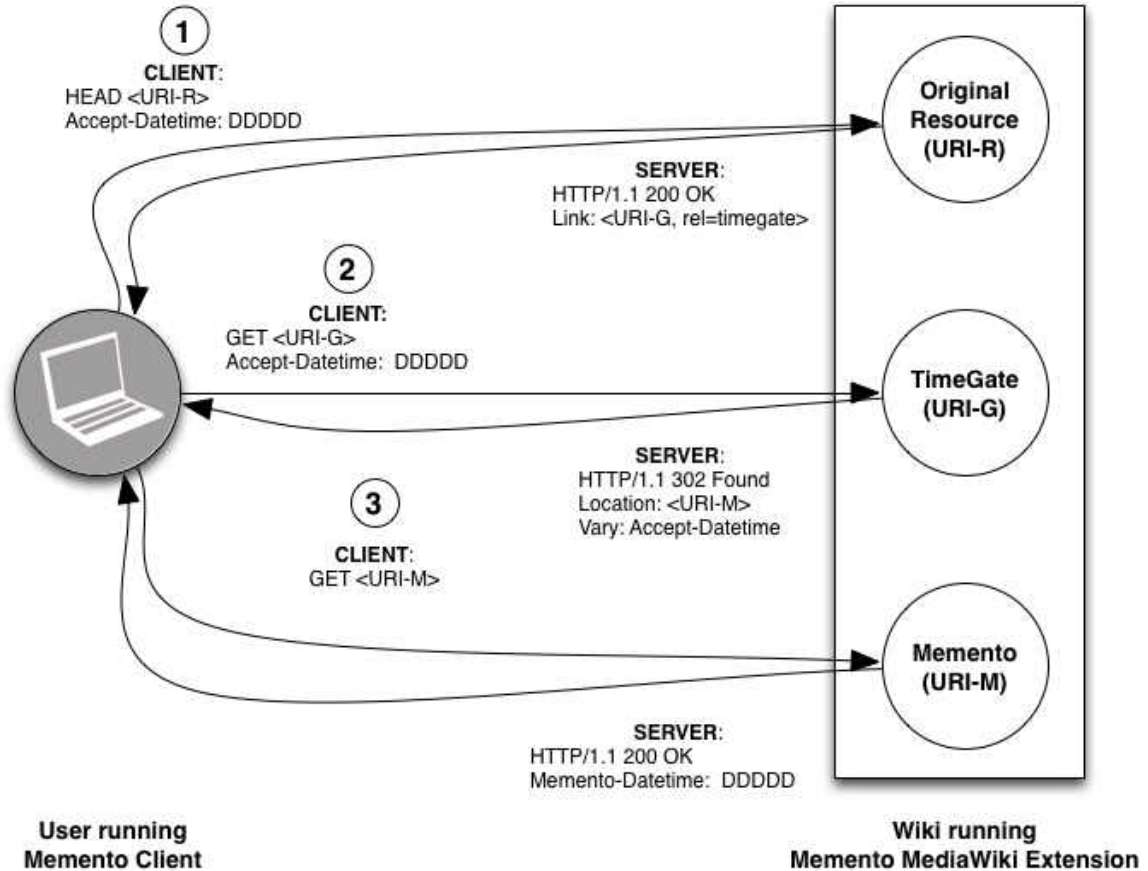 1
CLIENT:
HEAD <URI-R>
Accept-Datetime: DDDDD
Original
Resource
(URI-R)
SERVER:
HTTP/1.1 200 OK
Link: <URI-G, rel=timegate>
2
CLIENT:
GET <URI-G>
Accept-Datetime: DDDDD
TimeGate
(URI-G)
SERVER:
HTTP/1.1 302 Found
Location: <URI-M>
Vary: Accept-Datetime
3
CLIENT:
GET <URI-M>
Memento
(URI-M)
SERVER:
HTTP/1.1 200 OK
Memento-Datetime: DDDDD
User running
Memento Client
Wiki running
Memento MediaWiki Extension